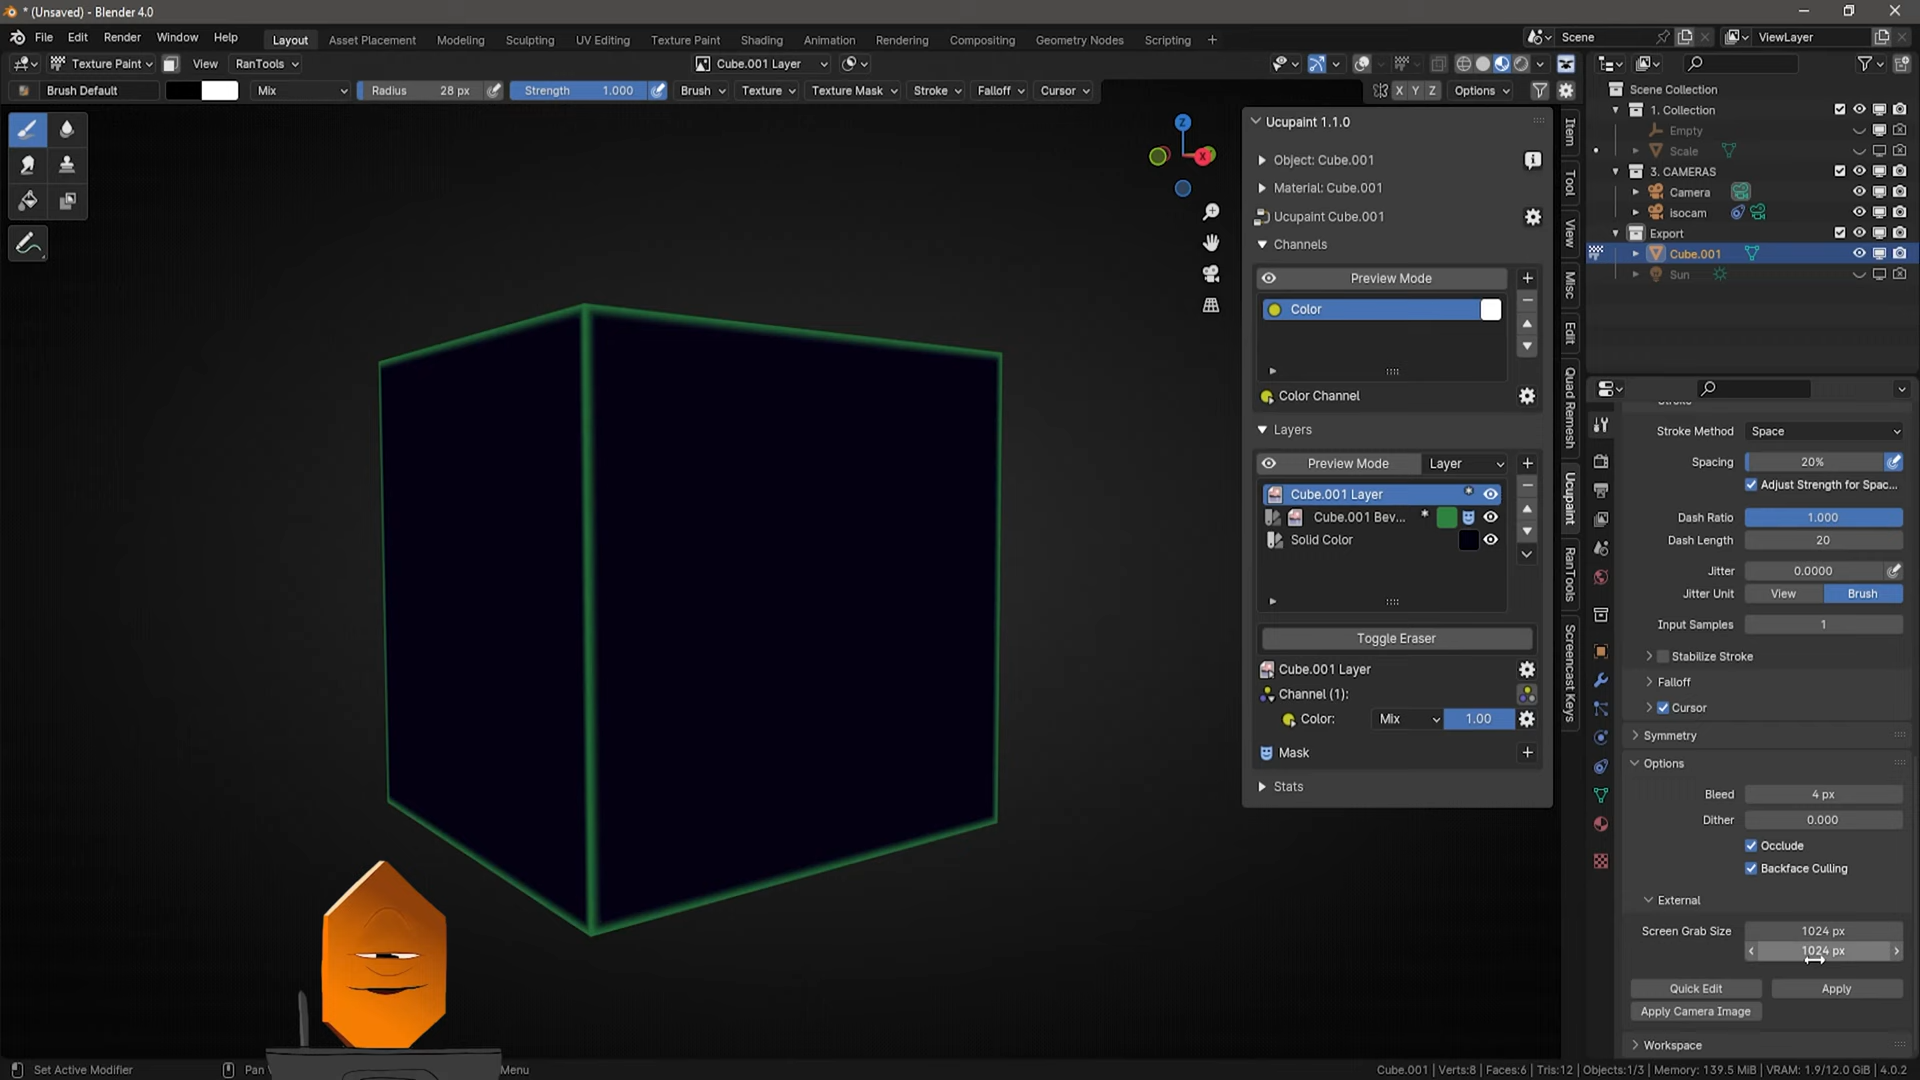 * (Unsaved) - Blender 4.0
File Edit Render Window Help
Layout Asset Placement Modeling Sculpting UV Editing Texture Paint Shading Animation Rendering Compositing Geometry Nodes Scripting +
Scene
ViewLayer
Texture Paint View RanTools
Cube.001 Layer
Brush Default Mix Radius 28 px Strength 1.000 Brush Texture Texture Mask Stroke Falloff Cursor
X Y Z Options
Z
X
Ucupaint 1.1.0
Object: Cube.001
Material: Cube.001
Ucupaint Cube.001
Channels
Preview Mode
Color
Color Channel
Layers
Preview Mode Layer
Cube.001 Layer
Cube.001 Bev...
Solid Color
Toggle Eraser
Cube.001 Layer
Channel (1):
Color: Mix 1.00
Mask
Stats
Item
Tool
View
Misc
Edit
Quad Remesh
Ucupaint
RanTools
Screencast Keys
Scene Collection
1. Collection
Empty
Scale
3. CAMERAS
Camera
isocam
Export
Cube.001
Sun
Stroke Method Space
Spacing 20%
Adjust Strength for Spac...
Dash Ratio 1.000
Dash Length 20
Jitter 0.0000
Jitter Unit View Brush
Input Samples 1
Stabilize Stroke
Falloff
Cursor
Symmetry
Options
Bleed 4 px
Dither 0.000
Occlude
Backface Culling
External
Screen Grab Size 1024 px
1024 px
Quick Edit Apply
Apply Camera Image
Workspace
Set Active Modifier Pan Menu
Cube.001 | Verts:8 | Faces:6 | Tris:12 | Objects:1/3 | Memory: 139.5 MiB | VRAM: 1.9/12.0 GiB | 4.0.2